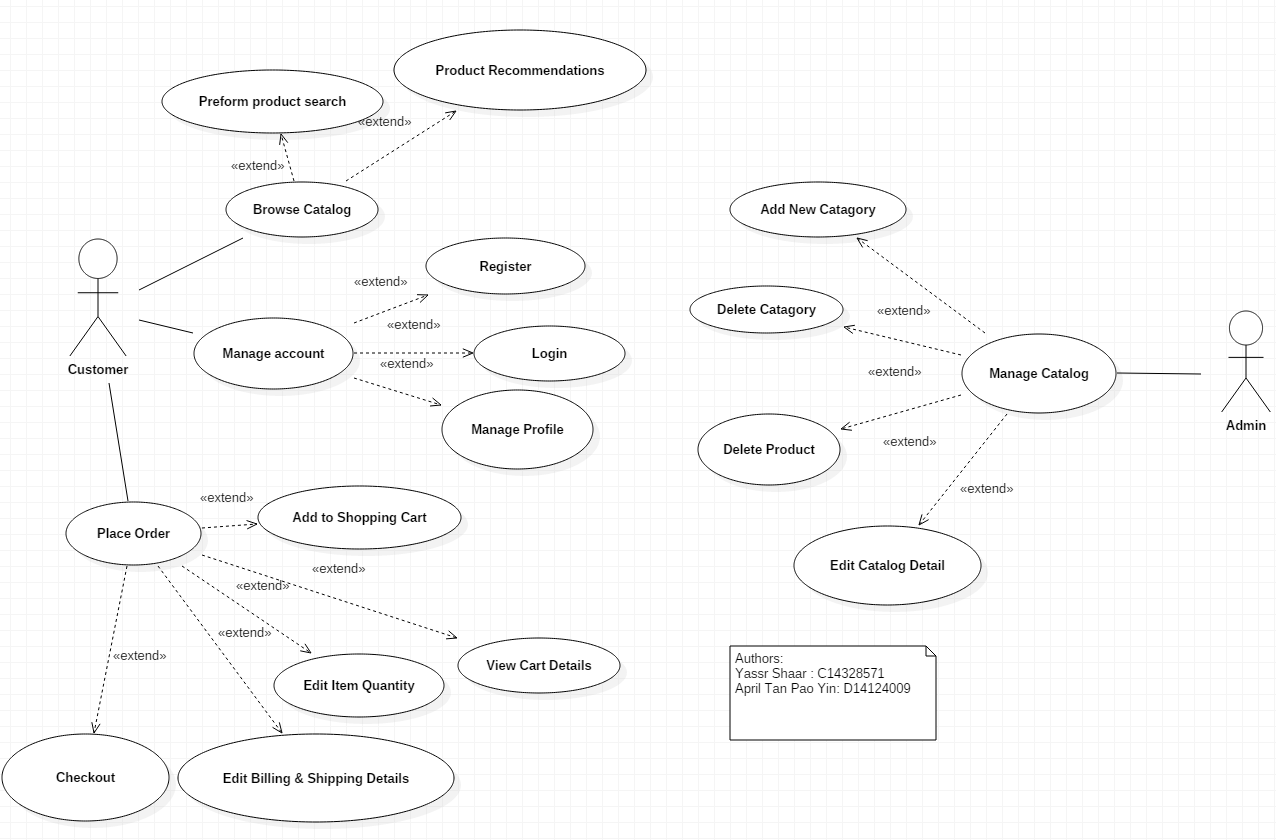 Product Recommendations
Preform product search
«extend»
«extend»
Browse Catalog
Add New Catagory
Register
«extend»
Delete Catagory
«extend»
«extend»
Manage account
Login
«extend»
Customer
«extend»
Manage Catalog
Admin
Manage Profile
Delete Product
«extend»
«extend»
«extend»
Add to Shopping Cart
Place Order
«extend»
«extend»
Edit Catalog Detail
«extend»
«extend»
View Cart Details
Edit Item Quantity
Authors:
Yassr Shaar : C14328571
April Tan Pao Yin: D14124009
Checkout
Edit Billing & Shipping Details